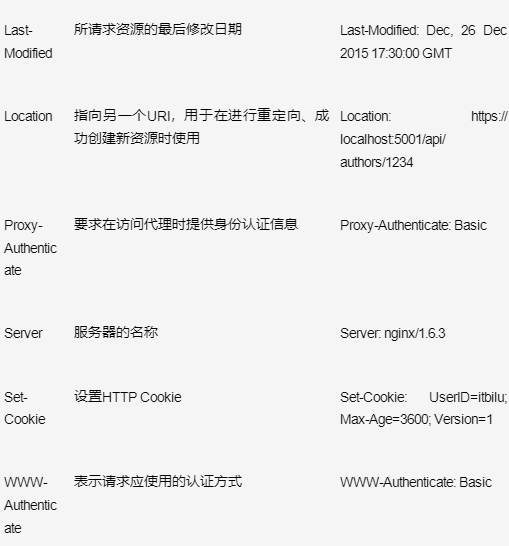 Last-
Modified
所请求资源的最后修改日期
Last-Modified: Dec, 26 Dec
2015 17:30:00 GMT
Location
指向另一个URI，用于在进行重定向、成
功创建新资源时使用
Location: https://
localhost:5001/api/
authors/1234
Proxy-
Authentic
ate
要求在访问代理时提供身份认证信息
Proxy-Authenticate: Basic
Server
服务器的名称
Server: nginx/1.6.3
Set-
Cookie
设置HTTP Cookie
Set-Cookie: UserID=itbilu;
Max-Age=3600; Version=1
WWW-
Authentic
ate
表示请求应使用的认证方式
WWW-Authenticate: Basic